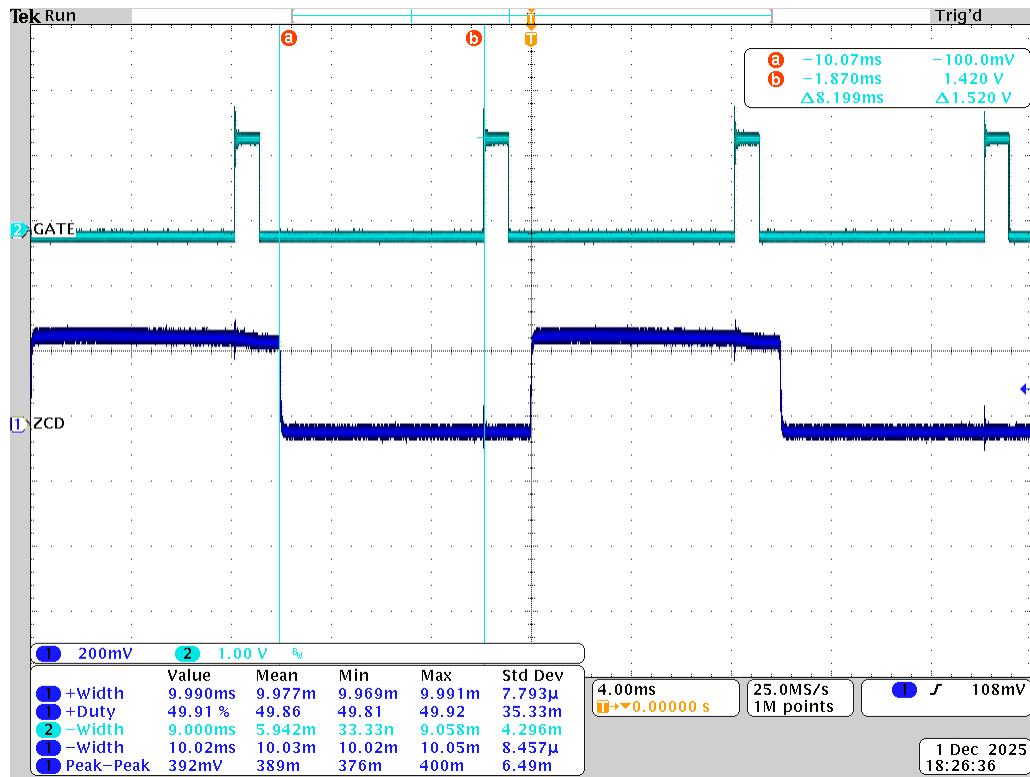 Tek Run Trig'd
T
a b T
a −10.07ms −100.0mV
b −1.870ms 1.420 V
Δ8.199ms Δ1.520 V
2 GATE
1 ZCD
1 200mV 2 1.00 V BW
Value Mean Min Max Std Dev
1 +Width 9.990ms 9.977m 9.969m 9.991m 7.793µ
1 +Duty 49.91 % 49.86 49.81 49.92 35.33m
2 −Width 9.000ms 5.942m 33.33n 9.058m 4.296m
1 −Width 10.02ms 10.03m 10.02m 10.05m 8.457µ
1 Peak−Peak 392mV 389m 376m 400m 6.49m
4.00ms
T→▼0.00000 s
25.0MS/s
1M points
1 108mV
1 Dec 2025
18:26:36